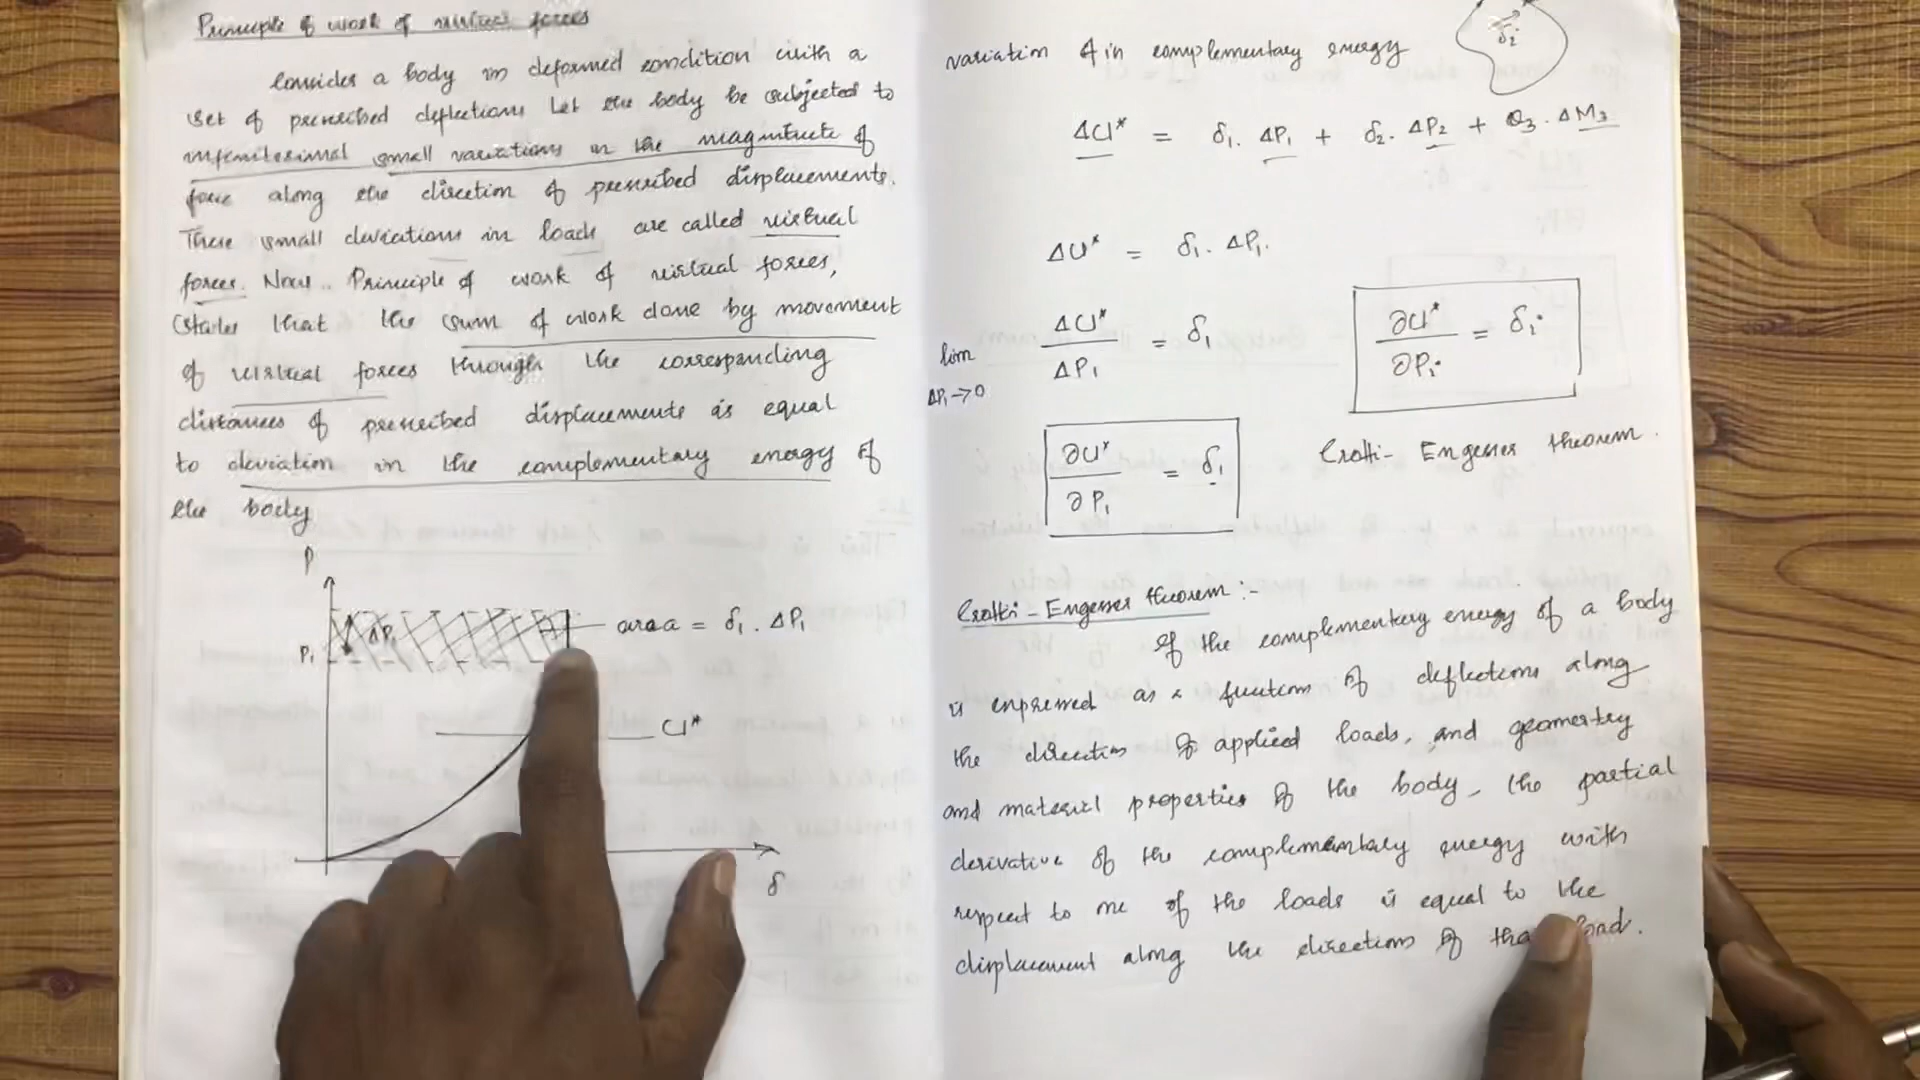 Principle of work of virtual forces
Consider a body in deformed condition with a
set of prescribed deflections Let the body be subjected to
infinitesimal small variations in the magnitude of
force along the direction of prescribed displacements.
These small deviations in loads are called virtual
forces. Now.. Principle of work of virtual forces,
States that the sum of work done by movement
of virtual forces through the corresponding
distances of prescribed displacements is equal
to deviation in the complementary energy of
the body
P
P₁
ΔP₁
area = δ₁ . ΔP₁
U*
δ
δ₂
variation in complementary energy
ΔU* = δ₁. ΔP₁ + δ₂. ΔP₂ + θ₃. ΔM₃
ΔU* = δ₁. ΔP₁.
lim ΔP₁→0 ΔU*/ΔP₁ = δ₁
∂U*/∂Pᵢ = δᵢ
∂U*/∂P₁ = δ₁
Crotti- Engesser theorem.
Crotti - Engesser theorem :-
If the complementary energy of a body
is expressed as a function of deflections along
the direction of applied loads, and geomertry
and material properties of the body, the partial
derivative of the complementary energy with
respect to one of the loads is equal to the
displacement along the directions of load.